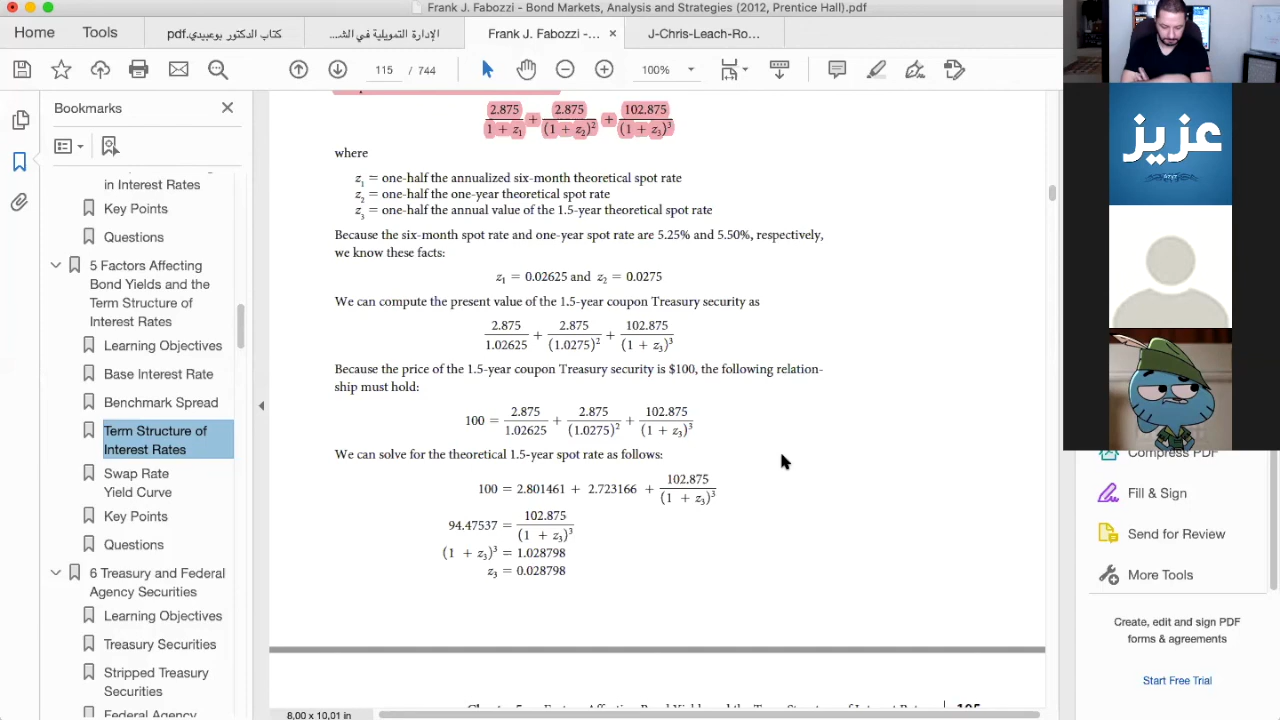 Frank J. Fabozzi - Bond Markets, Analysis and Strategies (2012, Prentice Hall).pdf
Home
Tools
كتاب الدكتور بوعبيدي.pdf
الإدارة التمويلية في الش...
Frank J. Fabozzi -... ×
J-Chris-Leach-Ro...
115 / 744
100%
Bookmarks
in Interest Rates
Key Points
Questions
5 Factors Affecting
Bond Yields and the
Term Structure of
Interest Rates
Learning Objectives
Base Interest Rate
Benchmark Spread
Term Structure of
Interest Rates
Swap Rate
Yield Curve
Key Points
Questions
6 Treasury and Federal
Agency Securities
Learning Objectives
Treasury Securities
Stripped Treasury
Securities
Federal Agency
2.875/(1 + z₁) + 2.875/(1 + z₂)² + 102.875/(1 + z₃)³
where
z₁ = one-half the annualized six-month theoretical spot rate
z₂ = one-half the one-year theoretical spot rate
z₃ = one-half the annual value of the 1.5-year theoretical spot rate
Because the six-month spot rate and one-year spot rate are 5.25% and 5.50%, respectively,
we know these facts:
z₁ = 0.02625 and z₂ = 0.0275
We can compute the present value of the 1.5-year coupon Treasury security as
2.875/1.02625 + 2.875/(1.0275)² + 102.875/(1 + z₃)³
Because the price of the 1.5-year coupon Treasury security is $100, the following relation-
ship must hold:
100 = 2.875/1.02625 + 2.875/(1.0275)² + 102.875/(1 + z₃)³
We can solve for the theoretical 1.5-year spot rate as follows:
100 = 2.801461 + 2.723166 + 102.875/(1 + z₃)³
94.47537 = 102.875/(1 + z₃)³
(1 + z₃)³ = 1.028798
z₃ = 0.028798
8,00 x 10,01 in
عزيز
Compress PDF
Fill & Sign
Send for Review
More Tools
Create, edit and sign PDF
forms & agreements
Start Free Trial